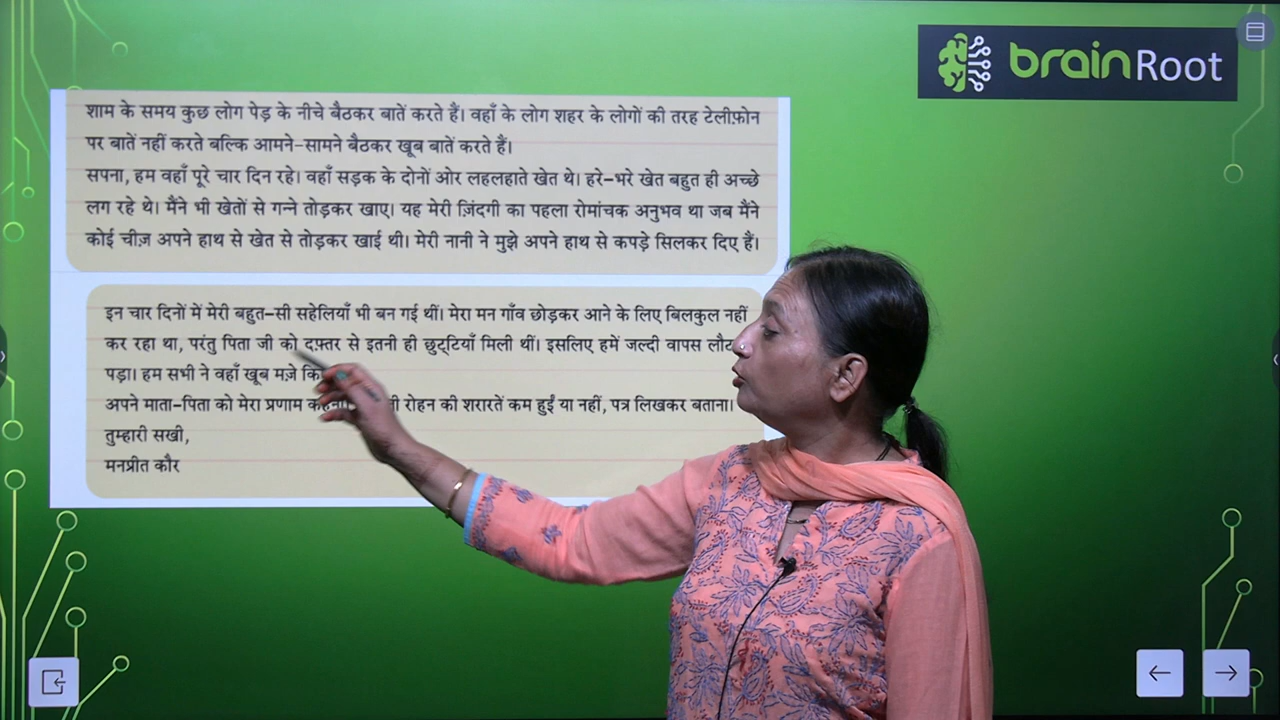 brainRoot
शाम के समय कुछ लोग पेड़ के नीचे बैठकर बातें करते हैं। वहाँ के लोग शहर के लोगों की तरह टेलीफ़ोन
पर बातें नहीं करते बल्कि आमने-सामने बैठकर खूब बातें करते हैं।
सपना, हम वहाँ पूरे चार दिन रहे। वहाँ सड़क के दोनों ओर लहलहाते खेत थे। हरे-भरे खेत बहुत ही अच्छे
लग रहे थे। मैंने भी खेतों से गन्ने तोड़कर खाए। यह मेरी ज़िंदगी का पहला रोमांचक अनुभव था जब मैंने
कोई चीज़ अपने हाथ से खेत से तोड़कर खाई थी। मेरी नानी ने मुझे अपने हाथ से कपड़े सिलकर दिए हैं।
इन चार दिनों में मेरी बहुत-सी सहेलियाँ भी बन गई थीं। मेरा मन गाँव छोड़कर आने के लिए बिलकुल नहीं
कर रहा था, परंतु पिता जी को दफ़्तर से इतनी ही छुट्टियाँ मिली थीं। इसलिए हमें जल्दी वापस
पड़ा। हम सभी ने वहाँ खूब मज़े
अपने माता-पिता को मेरा प्रणाम कहना। रोहन की शरारतें कम हुईं या नहीं, पत्र लिखकर बताना।
तुम्हारी सखी,
मनप्रीत कौर